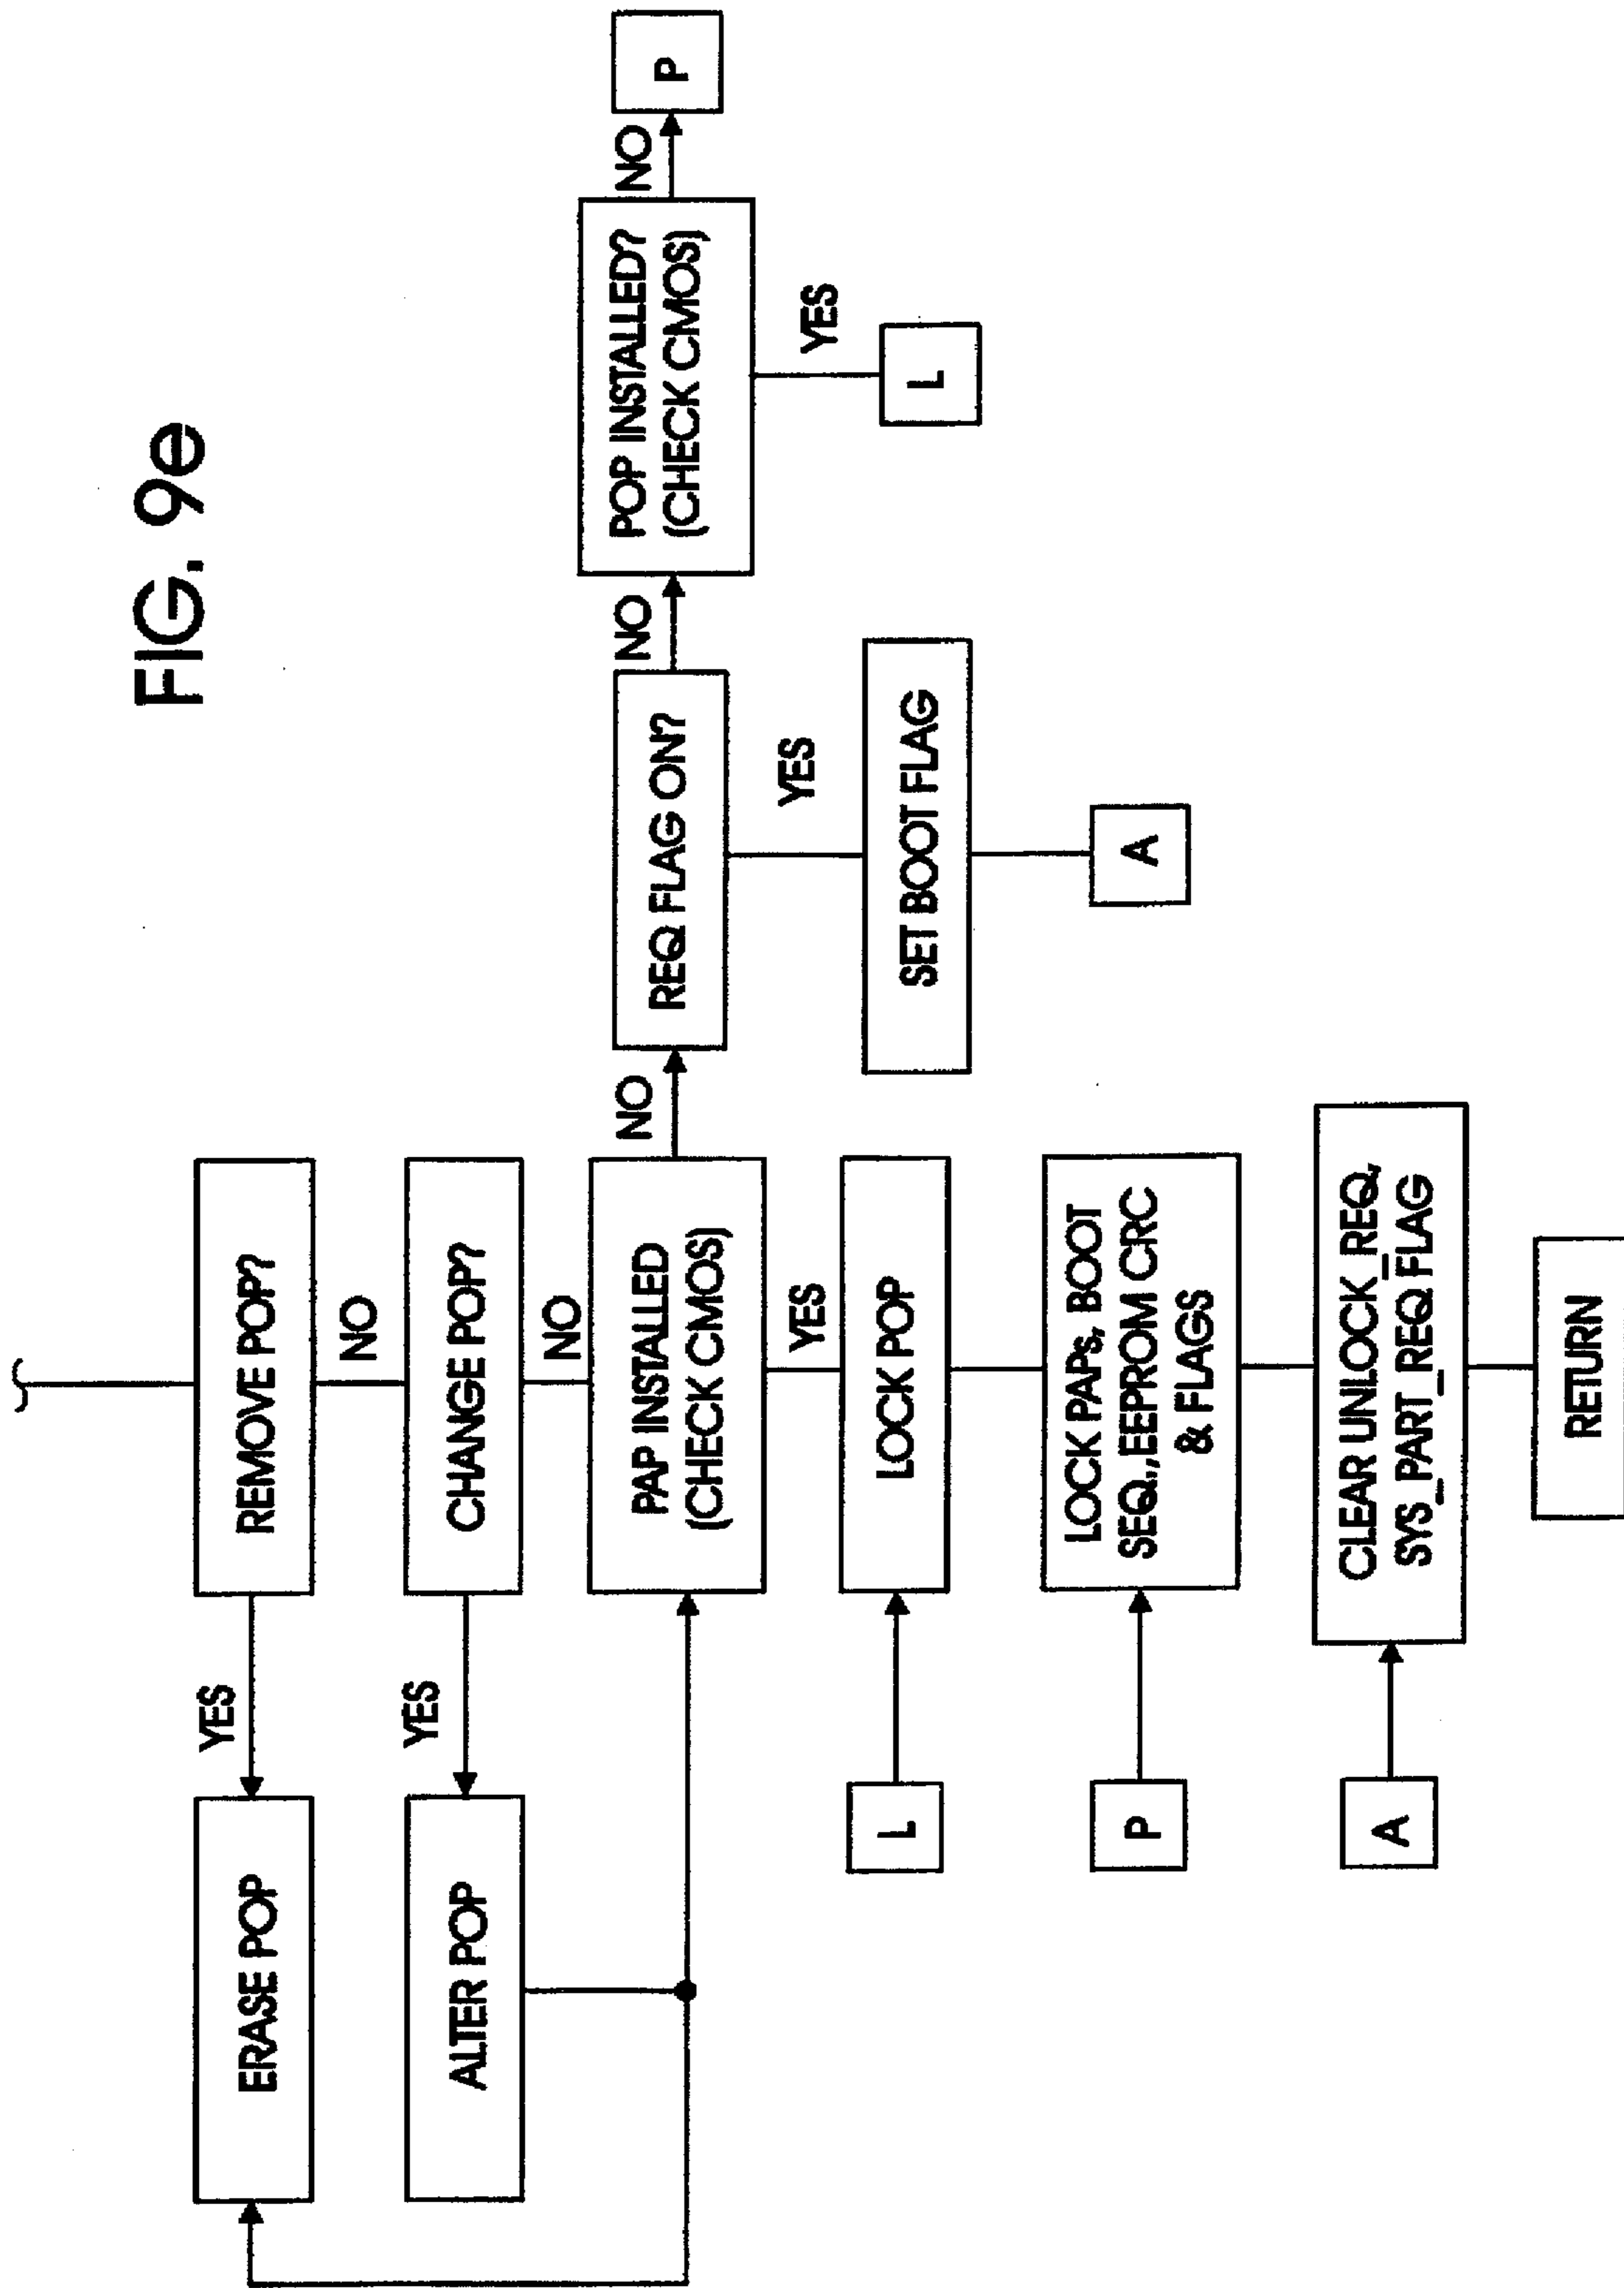 FIG. 9e
REMOVE POP?
YES
ERASE POP
NO
CHANGE POP?
YES
ALTER POP
NO
PAP INSTALLED
(CHECK CMOS)
NO
REQ FLAG ON?
NO
POP INSTALLED?
(CHECK CMOS)
NO
P
YES
L
YES
SET BOOT FLAG
A
YES
LOCK POP
L
LOCK PAPs, BOOT
SEQ., EEPROM CRC
& FLAGS
P
CLEAR UNLOCK_REQ,
SYS_PART_REQ FLAG
A
RETURN